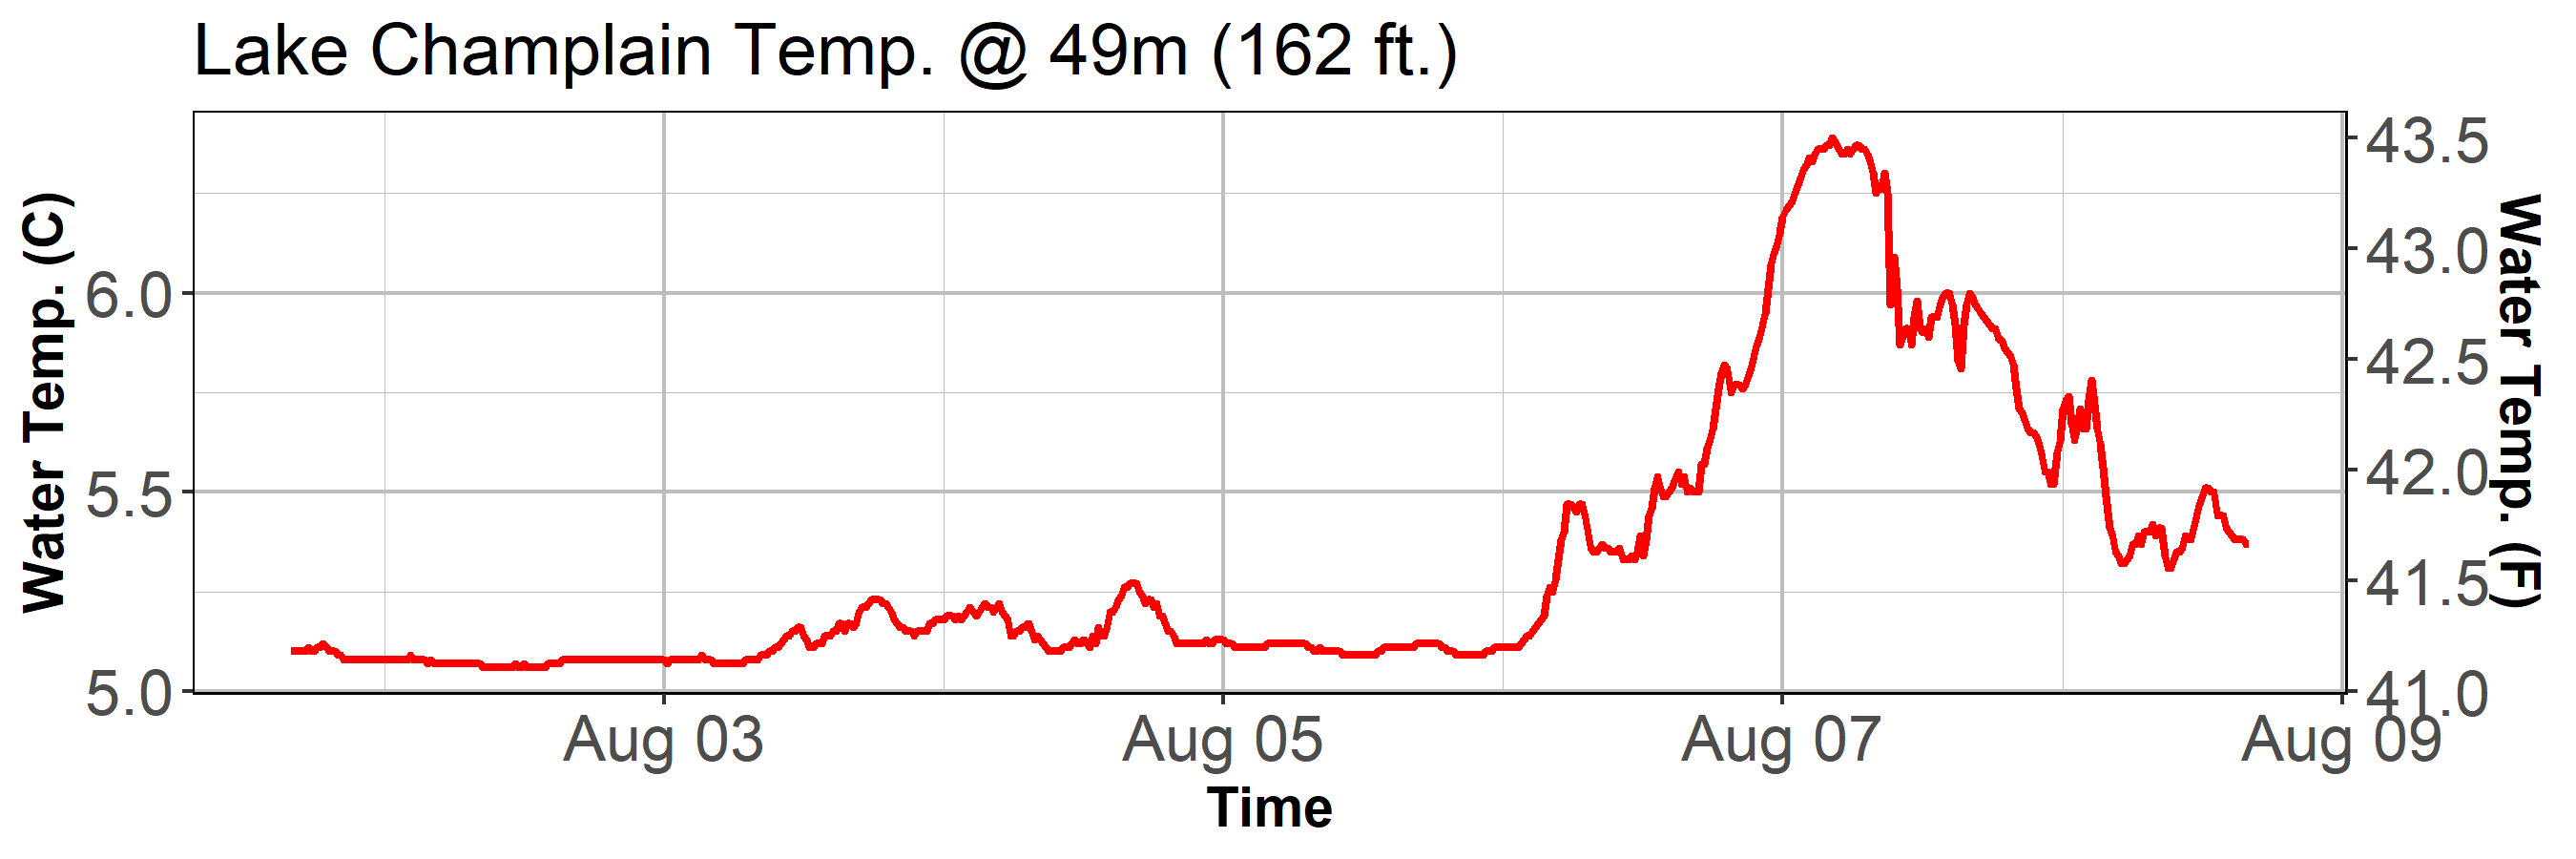 Lake Champlain Temp. @ 49m (162 ft.)
Water Temp. (C)
6.0
5.5
5.0
43.5
43.0
42.5
42.0
41.5
41.0
Water Temp. (F)
Aug 03 Aug 05 Aug 07 Aug 09
Time